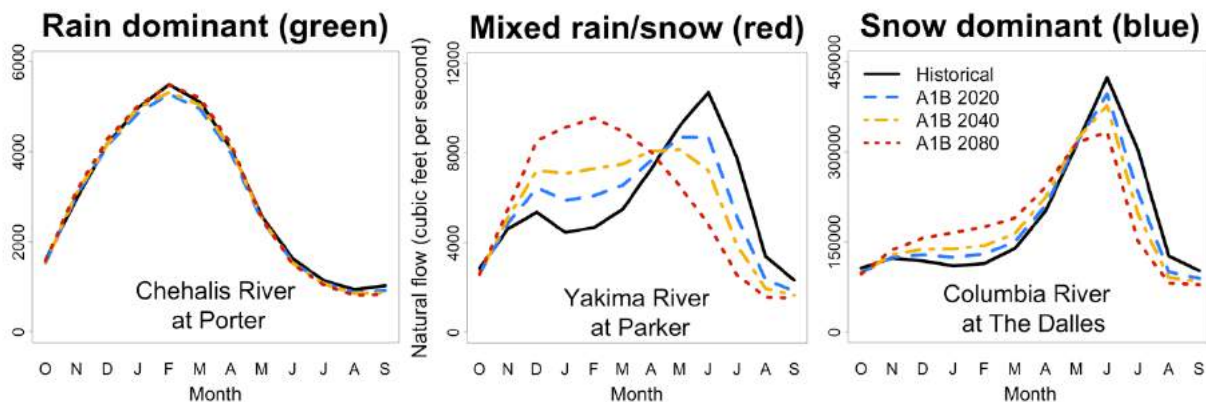 Rain dominant (green)
6000
4000
2000
0
Chehalis River
at Porter
O N D J F M A M J J A S
Month
Mixed rain/snow (red)
Natural flow (cubic feet per second)
12000
8000
4000
0
Yakima River
at Parker
O N D J F M A M J J A S
Month
Snow dominant (blue)
450000
300000
150000
0
Historical
A1B 2020
A1B 2040
A1B 2080
Columbia River
at The Dalles
O N D J F M A M J J A S
Month